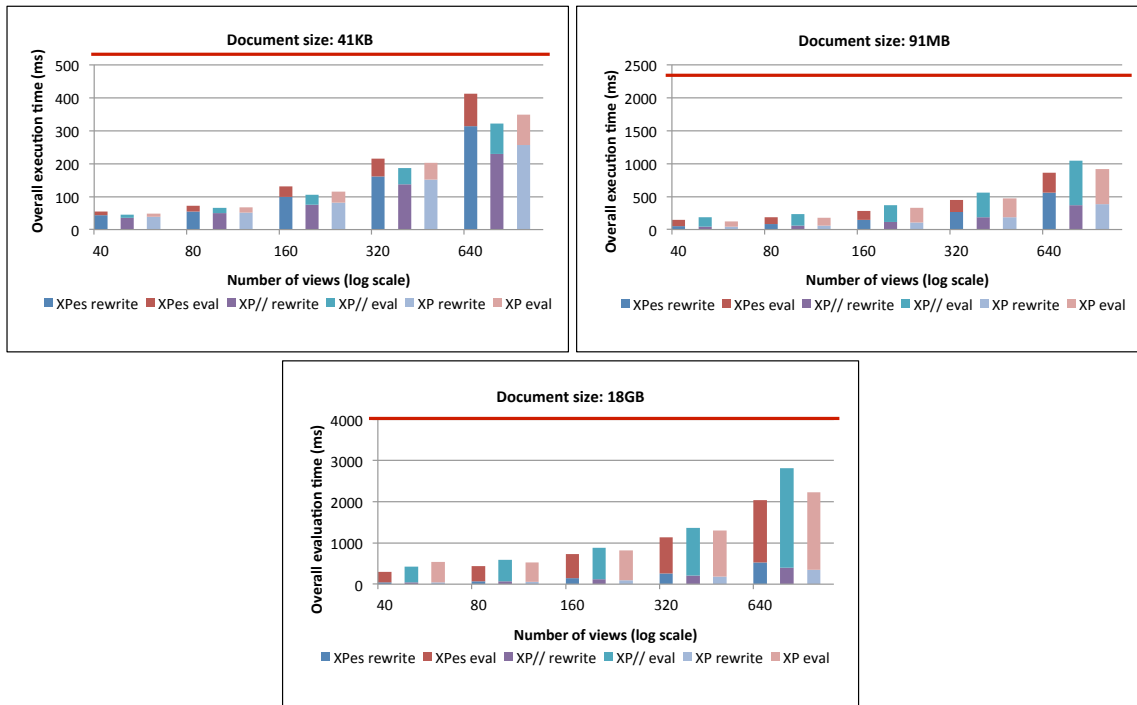 Document size: 41KB
Overall execution time (ms)
500
400
300
200
100
0
40 80 160 320 640
Number of views (log scale)
XPes rewrite XPes eval XP// rewrite XP// eval XP rewrite XP eval
Document size: 91MB
Overall execution time (ms)
2500
2000
1500
1000
500
0
40 80 160 320 640
Number of views (log scale)
XPes rewrite XPes eval XP// rewrite XP// eval XP rewrite XP eval
Document size: 18GB
Overall evaluation time (ms)
4000
3000
2000
1000
0
40 80 160 320 640
Number of views (log scale)
XPes rewrite XPes eval XP// rewrite XP// eval XP rewrite XP eval